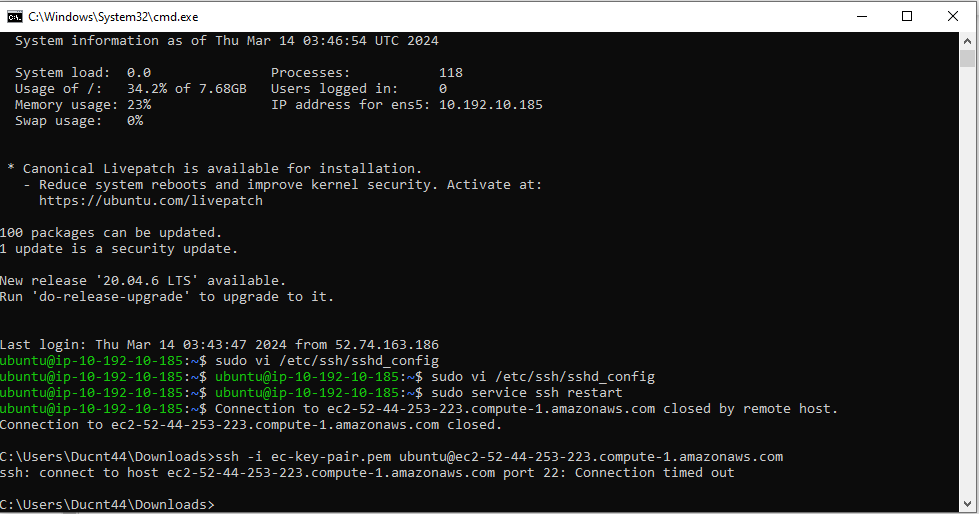 C:\Windows\System32\cmd.exe
System information as of Thu Mar 14 03:46:54 UTC 2024
System load: 0.0 Processes: 118
Usage of /: 34.2% of 7.68GB Users logged in: 0
Memory usage: 23% IP address for ens5: 10.192.10.185
Swap usage: 0%
* Canonical Livepatch is available for installation.
- Reduce system reboots and improve kernel security. Activate at:
https://ubuntu.com/livepatch
100 packages can be updated.
1 update is a security update.
New release '20.04.6 LTS' available.
Run 'do-release-upgrade' to upgrade to it.
Last login: Thu Mar 14 03:43:47 2024 from 52.74.163.186
ubuntu@ip-10-192-10-185:~$ sudo vi /etc/ssh/sshd_config
ubuntu@ip-10-192-10-185:~$ ubuntu@ip-10-192-10-185:~$ sudo vi /etc/ssh/sshd_config
ubuntu@ip-10-192-10-185:~$ ubuntu@ip-10-192-10-185:~$ sudo service ssh restart
ubuntu@ip-10-192-10-185:~$ Connection to ec2-52-44-253-223.compute-1.amazonaws.com closed by remote host.
Connection to ec2-52-44-253-223.compute-1.amazonaws.com closed.
C:\Users\Ducnt44\Downloads>ssh -i ec-key-pair.pem ubuntu@ec2-52-44-253-223.compute-1.amazonaws.com
ssh: connect to host ec2-52-44-253-223.compute-1.amazonaws.com port 22: Connection timed out
C:\Users\Ducnt44\Downloads>